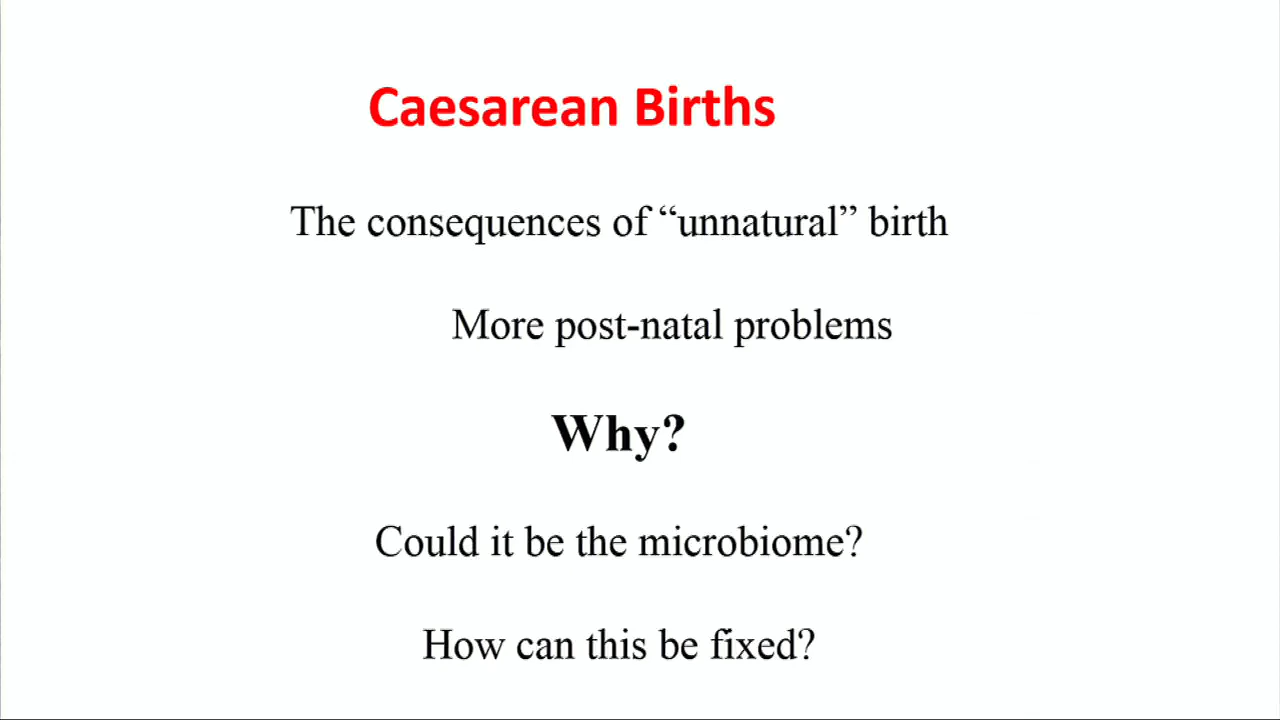 Caesarean Births
The consequences of “unnatural” birth
More post-natal problems
Why?
Could it be the microbiome?
How can this be fixed?